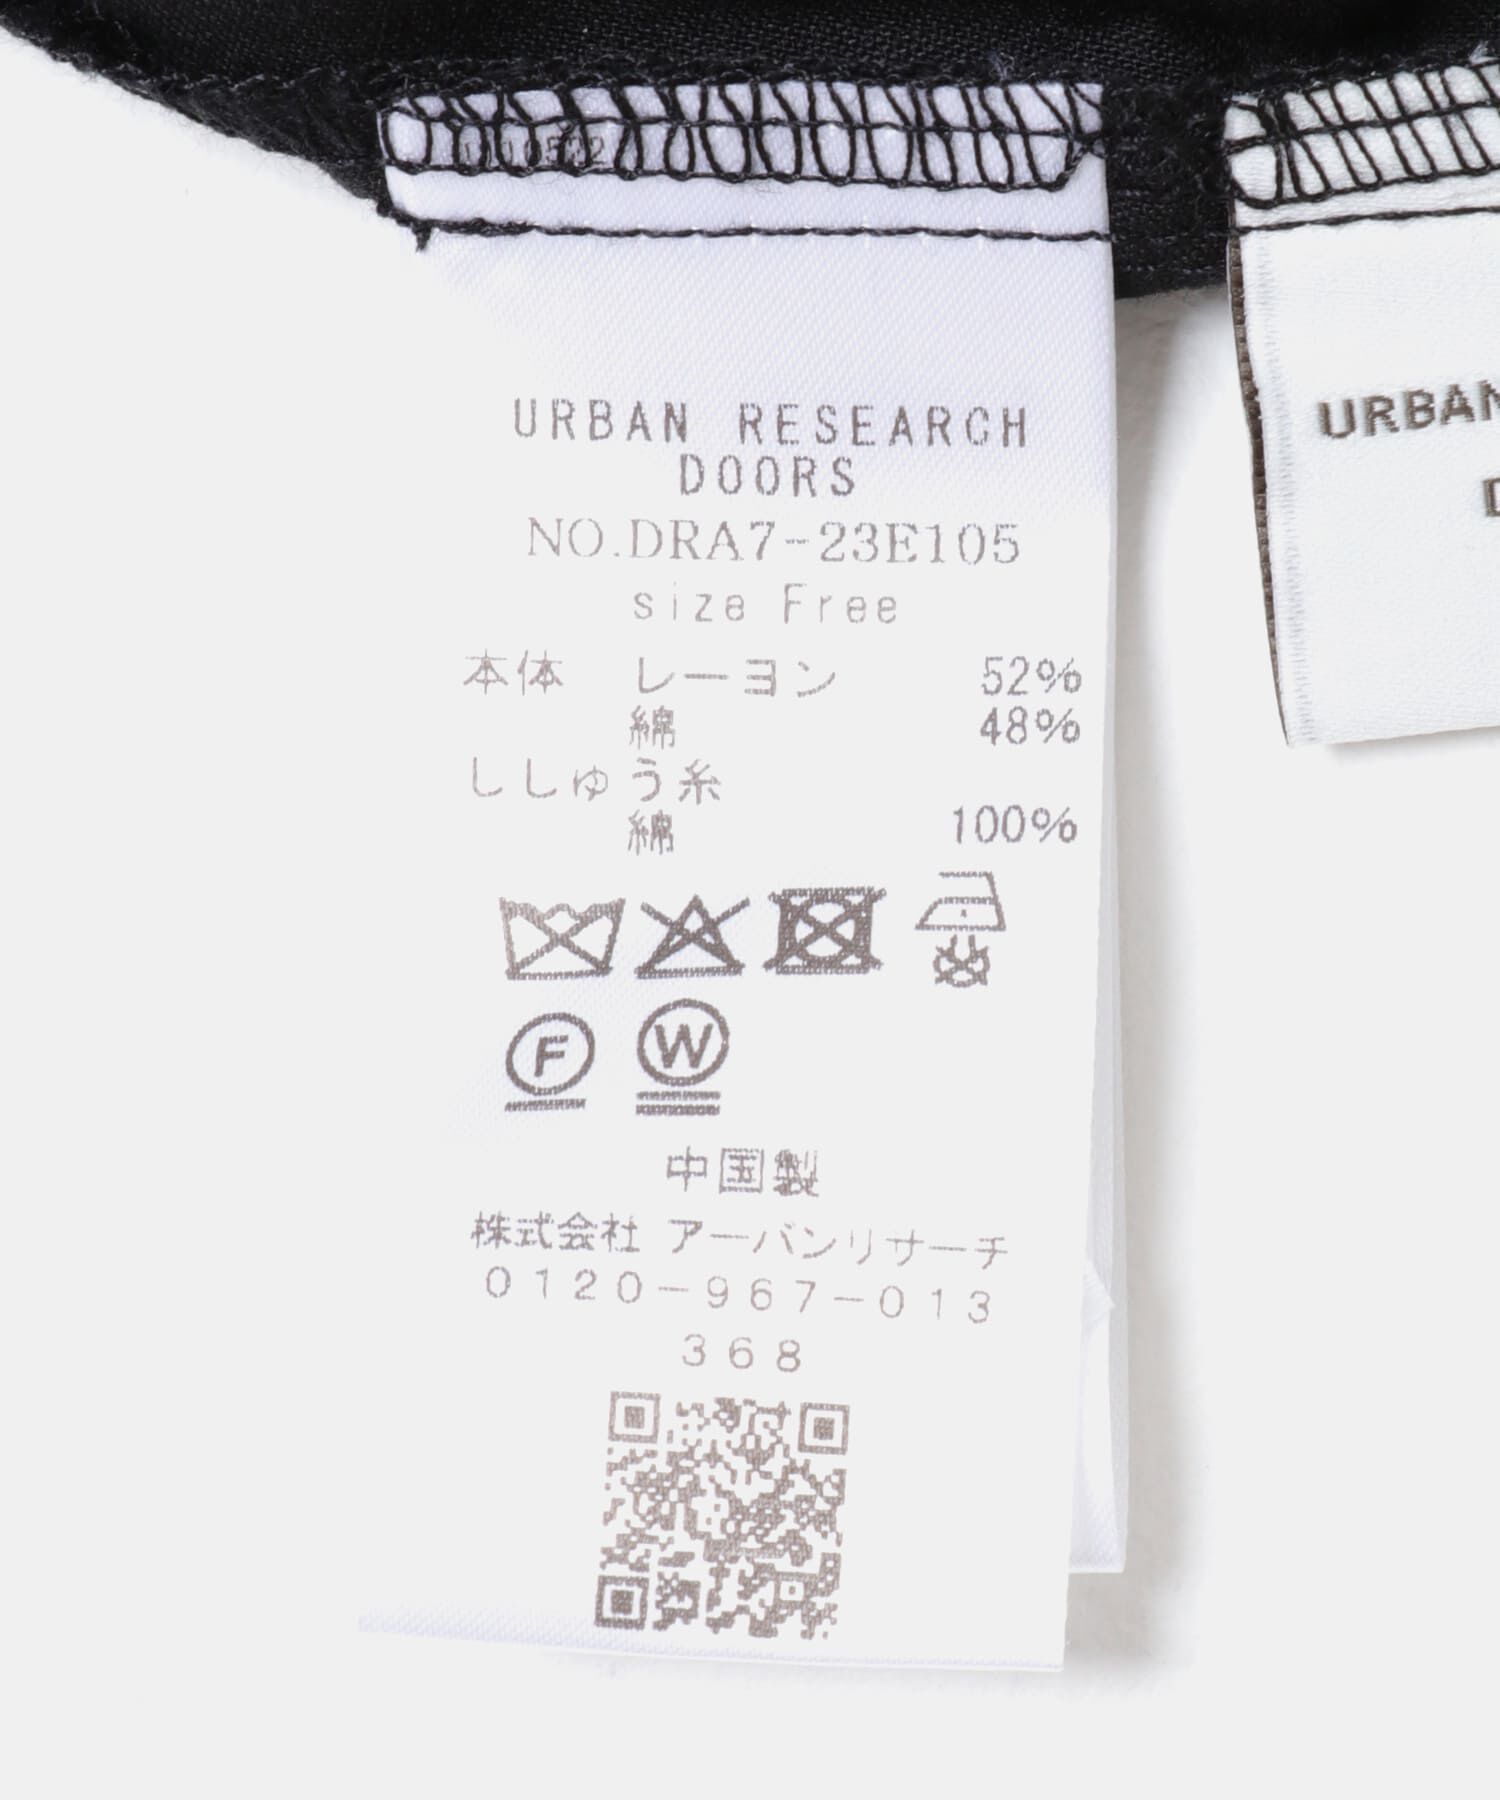 URBAN RESEARCH
DOORS
NO.DRA7-23E105
size Free
本体 レーヨン 52%
綿 48%
ししゅう糸
綿 100%
F W
中国製
株式会社 アーバンリサーチ
0120-967-013
368
URBAN